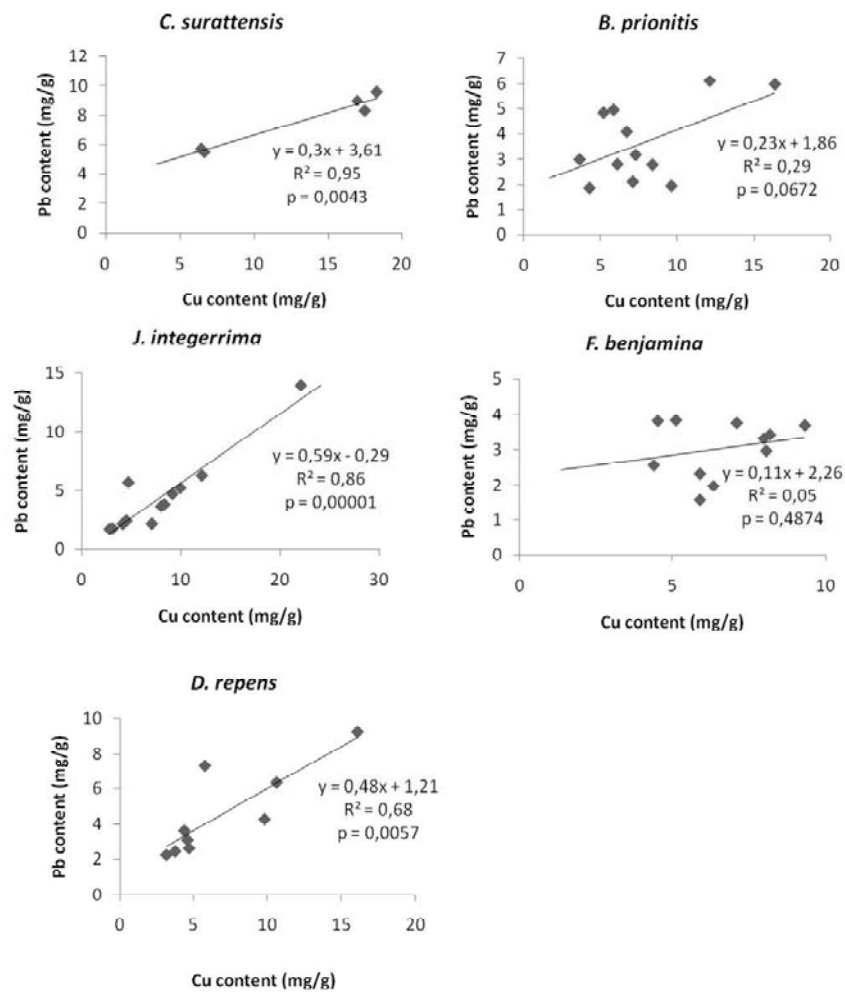 C. surattensis
12
10
8
6
4
2
0
0 5 10 15 20
Pb content (mg/g)
Cu content (mg/g)
y = 0,3x + 3,61
R² = 0,95
p = 0,0043
B. prionitis
7
6
5
4
3
2
1
0
0 5 10 15 20
Pb content (mg/g)
Cu content (mg/g)
y = 0,23x + 1,86
R² = 0,29
p = 0,0672
J. integerrima
15
10
5
0
0 10 20 30
Pb content (mg/g)
Cu content (mg/g)
y = 0,59x - 0,29
R² = 0,86
p = 0,00001
F. benjamina
5
4
3
2
1
0
0 5 10
Pb content (mg/g)
Cu content (mg/g)
y = 0,11x + 2,26
R² = 0,05
p = 0,4874
D. repens
10
8
6
4
2
0
0 5 10 15 20
Pb content (mg/g)
Cu content (mg/g)
y = 0,48x + 1,21
R² = 0,68
p = 0,0057